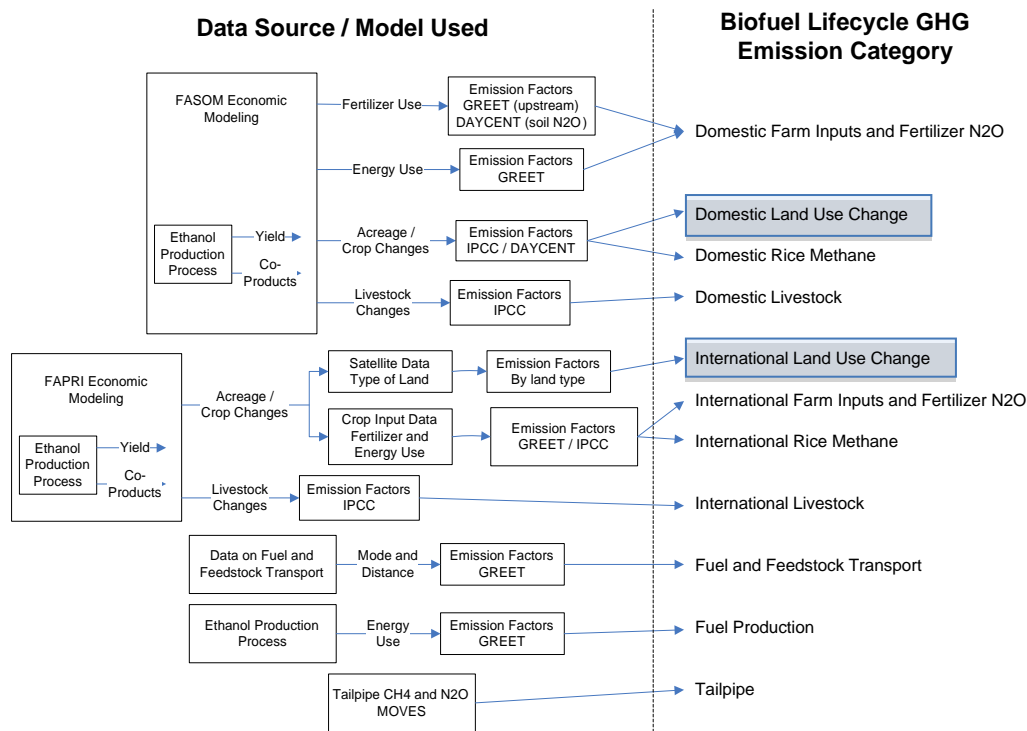 Data Source / Model Used
Biofuel Lifecycle GHG
Emission Category
FASOM Economic
Modeling
Ethanol
Production
Process
Yield
Co-
Products
Fertilizer Use
Emission Factors
GREET (upstream)
DAYCENT (soil N2O)
Domestic Farm Inputs and Fertilizer N2O
Energy Use
Emission Factors
GREET
Acreage /
Crop Changes
Emission Factors
IPCC / DAYCENT
Domestic Land Use Change
Domestic Rice Methane
Livestock
Changes
Emission Factors
IPCC
Domestic Livestock
FAPRI Economic
Modeling
Ethanol
Production
Process
Yield
Co-
Products
Acreage /
Crop Changes
Satellite Data
Type of Land
Emission Factors
By land type
International Land Use Change
Crop Input Data
Fertilizer and
Energy Use
Emission Factors
GREET / IPCC
International Farm Inputs and Fertilizer N2O
International Rice Methane
Livestock
Changes
Emission Factors
IPCC
International Livestock
Data on Fuel and
Feedstock Transport
Mode and
Distance
Emission Factors
GREET
Fuel and Feedstock Transport
Ethanol Production
Process
Energy
Use
Emission Factors
GREET
Fuel Production
Tailpipe CH4 and N2O
MOVES
Tailpipe